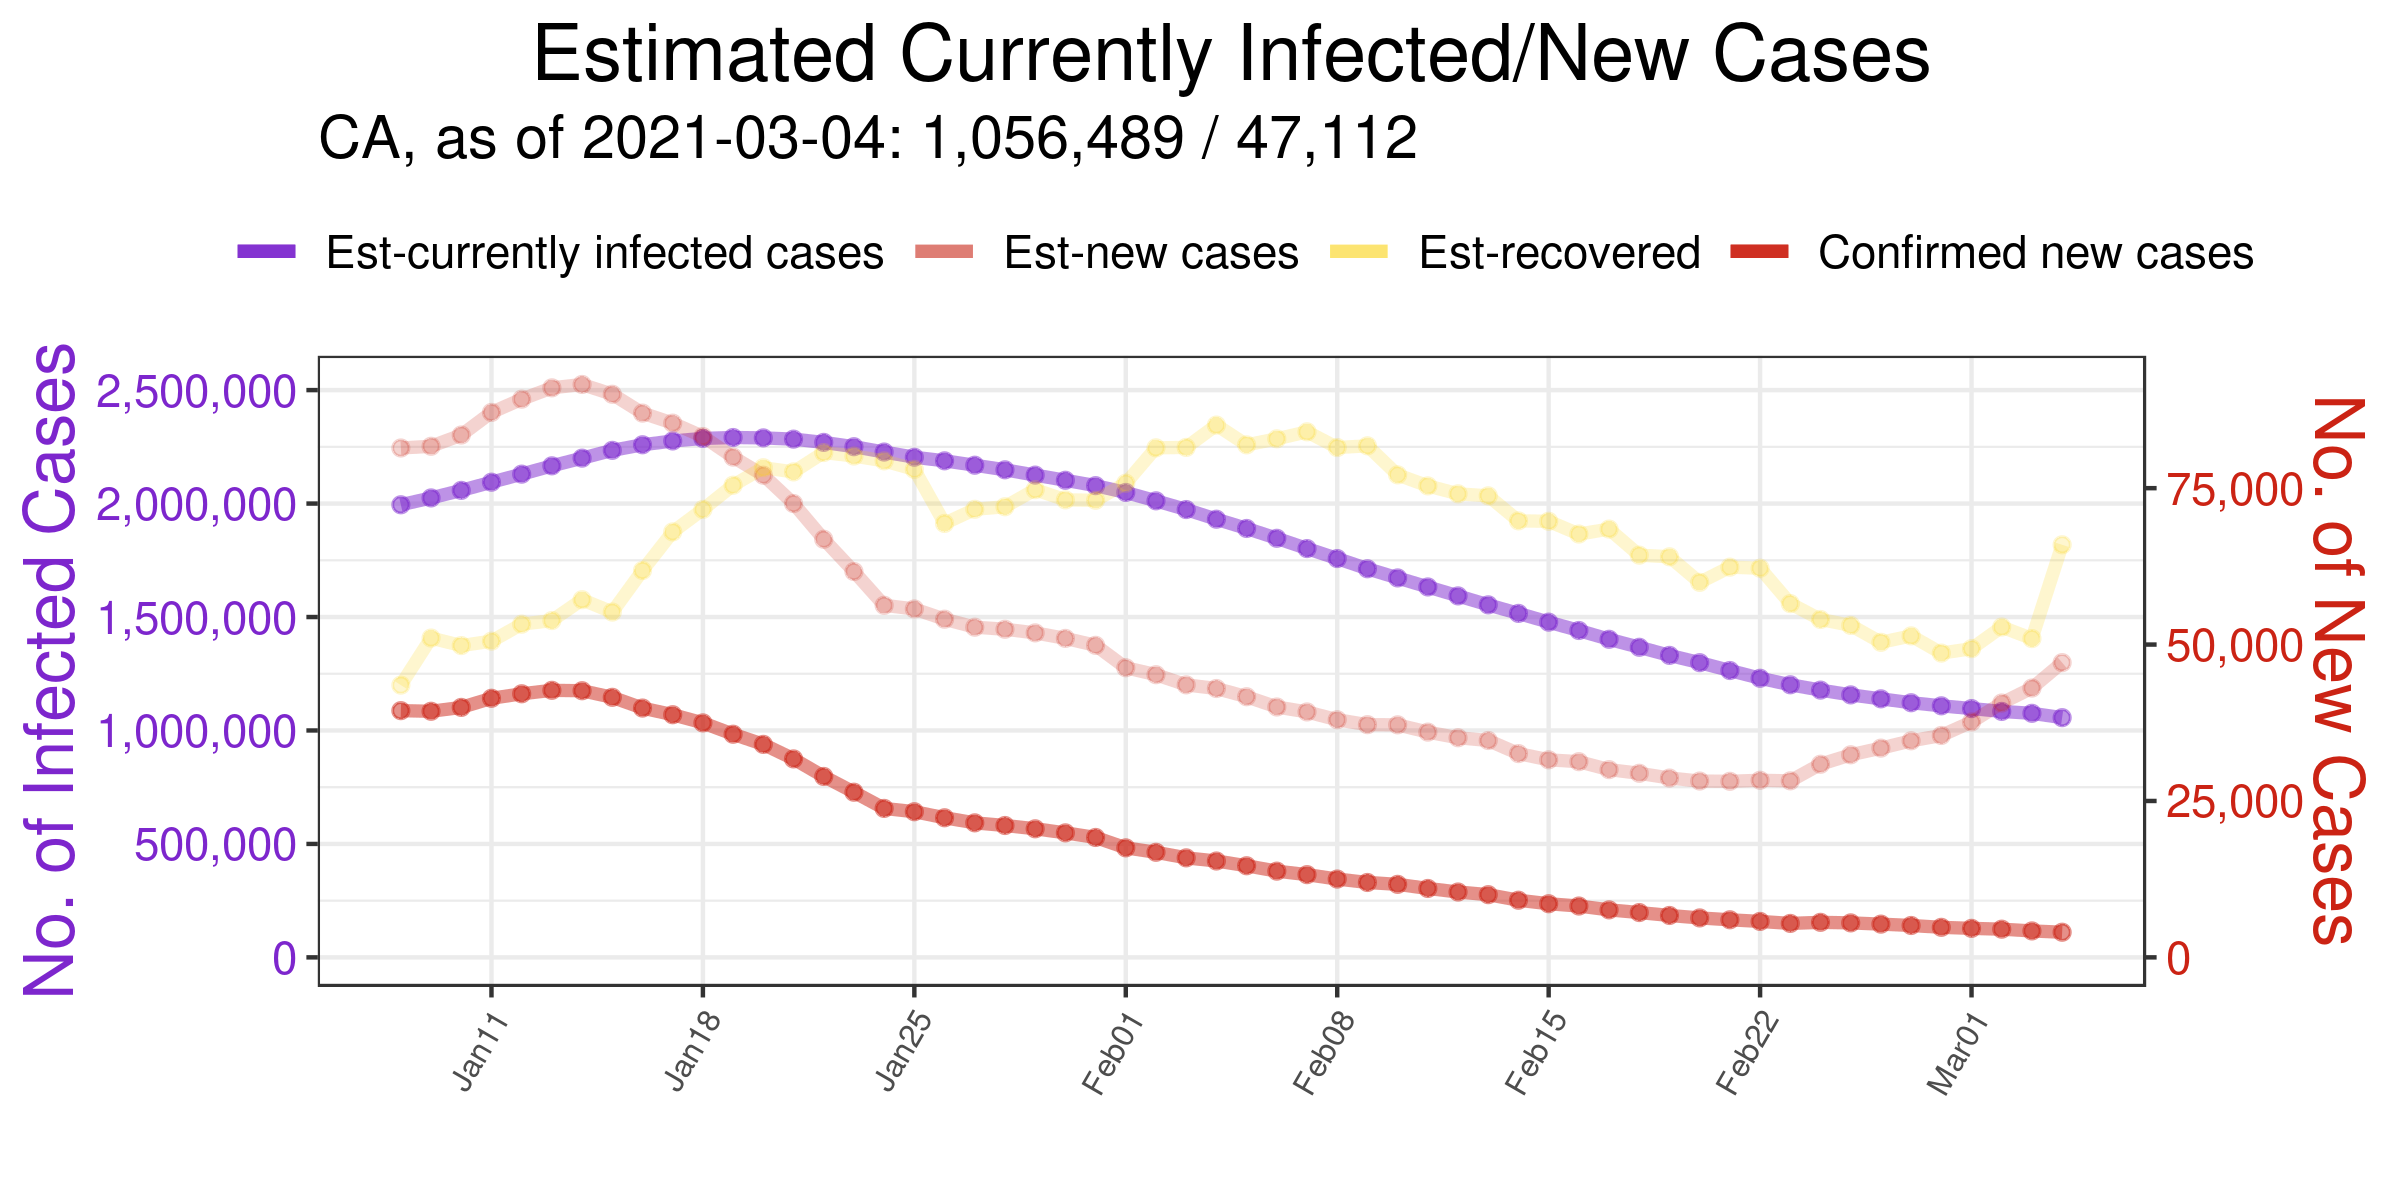 Estimated Currently Infected/New Cases
CA, as of 2021-03-04: 1,056,489 / 47,112
Est-currently infected cases Est-new cases Est-recovered Confirmed new cases
No. of Infected Cases
2,500,000
2,000,000
1,500,000
1,000,000
500,000
0
75,000
50,000
25,000
0
No. of New Cases
Jan11 Jan18 Jan25 Feb01 Feb08 Feb15 Feb22 Mar01